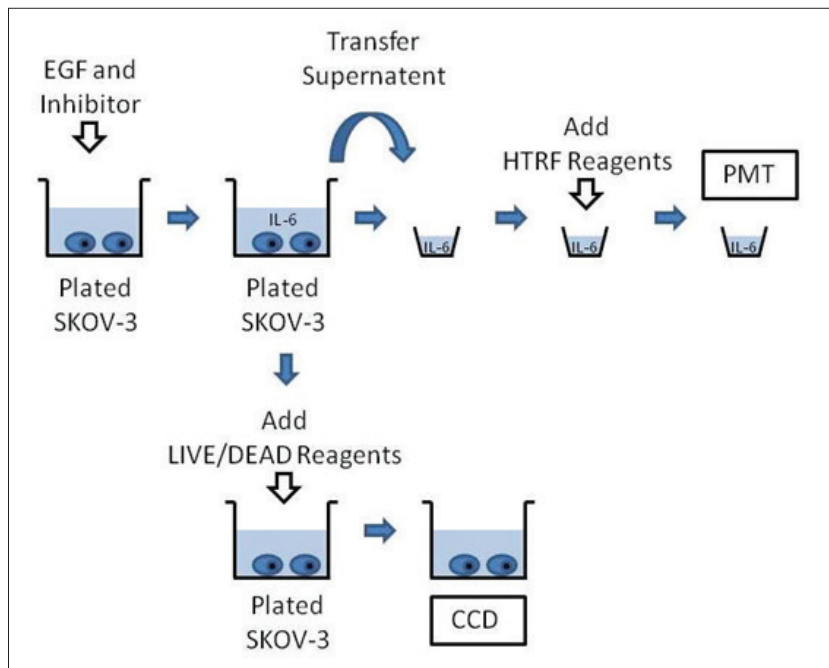 EGF and
Inhibitor
Transfer
Supernatent
Add
HTRF Reagents
PMT
IL-6
IL-6
IL-6
IL-6
Plated
SKOV-3
Plated
SKOV-3
Add
LIVE/DEAD Reagents
Plated
SKOV-3
CCD